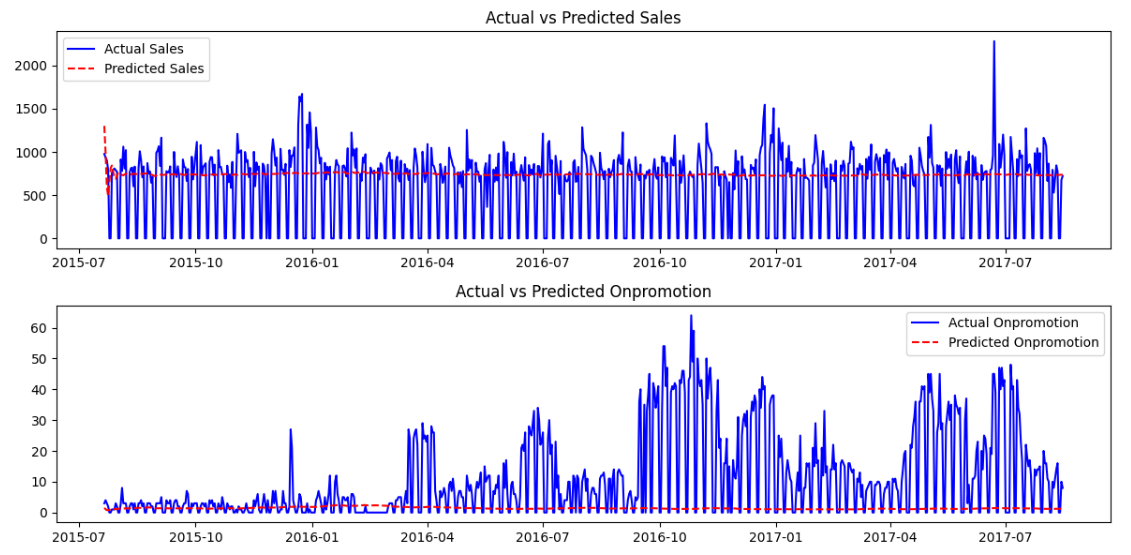 Actual vs Predicted Sales
Actual Sales
Predicted Sales
2000
1500
1000
500
0
2015-07 2015-10 2016-01 2016-04 2016-07 2016-10 2017-01 2017-04 2017-07
Actual vs Predicted Onpromotion
Actual Onpromotion
Predicted Onpromotion
60
50
40
30
20
10
0
2015-07 2015-10 2016-01 2016-04 2016-07 2016-10 2017-01 2017-04 2017-07